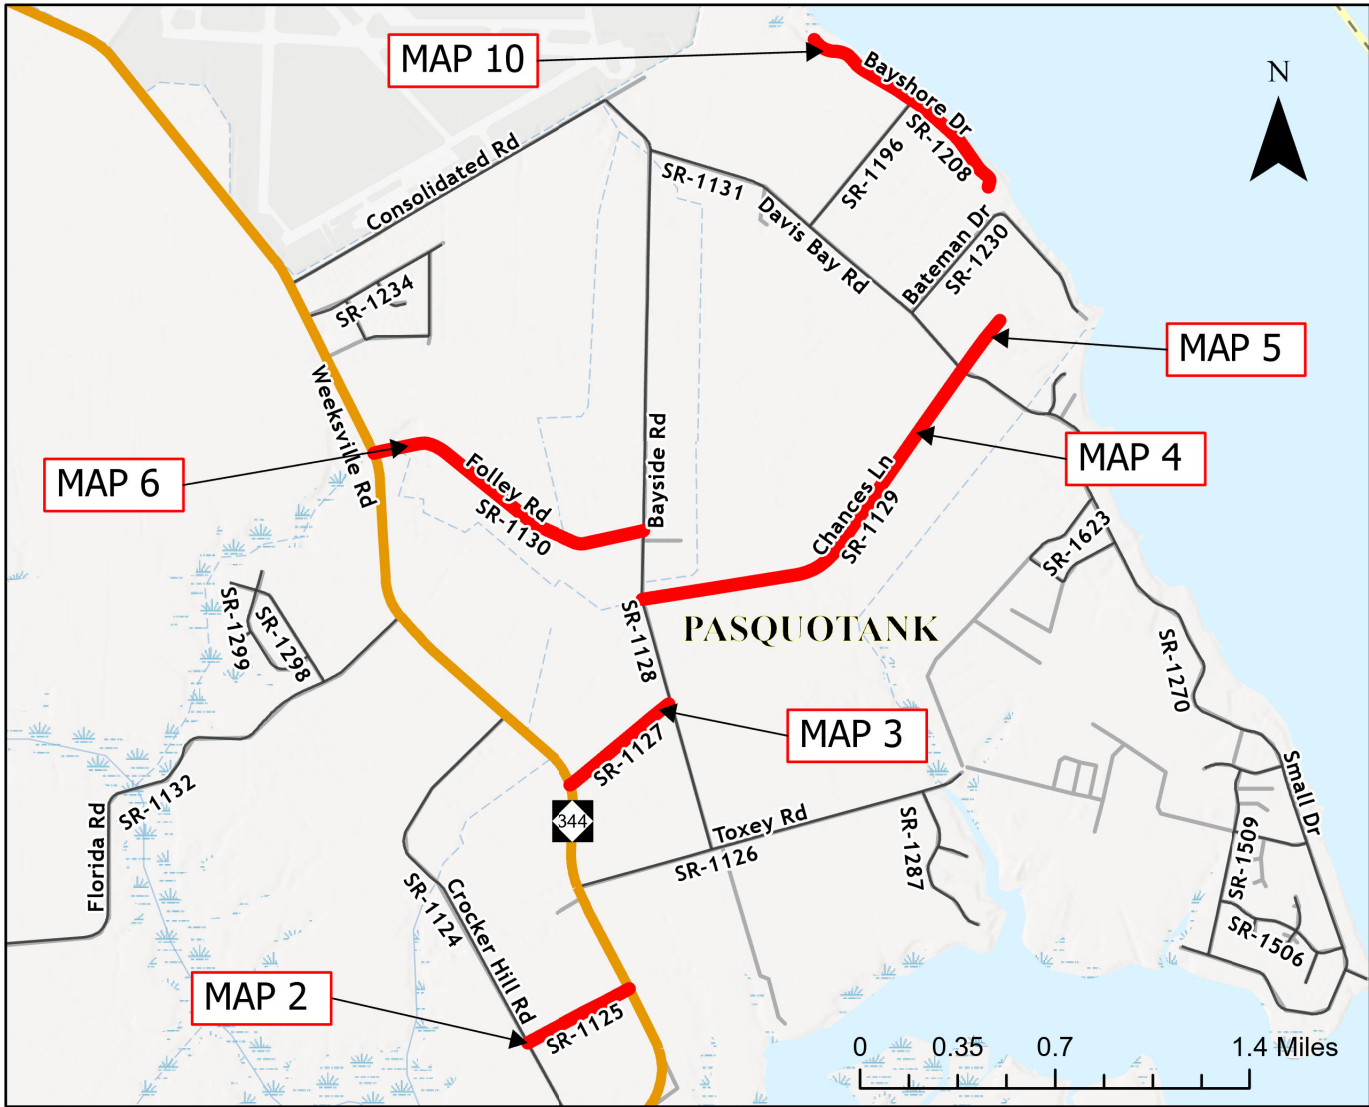 MAP 10
N
Bayshore Dr
SR-1208
SR-1196
Consolidated Rd
SR-1131
Davis Bay Rd
Bateman Dr
SR-1230
SR-1234
MAP 5
Weeksville Rd
Bayside Rd
MAP 4
MAP 6
Folley Rd
SR-1130
Chances Ln
SR-1129
SR-1623
SR-1299
SR-1298
SR-1128
PASQUOTANK
SR-1270
MAP 3
SR-1127
Small Dr
SR-1132
Florida Rd
344
Toxey Rd
SR-1126
SR-1287
SR-1509
SR-1124
Crocker Hill Rd
SR-1506
MAP 2
SR-1125
0 0.35 0.7 1.4 Miles